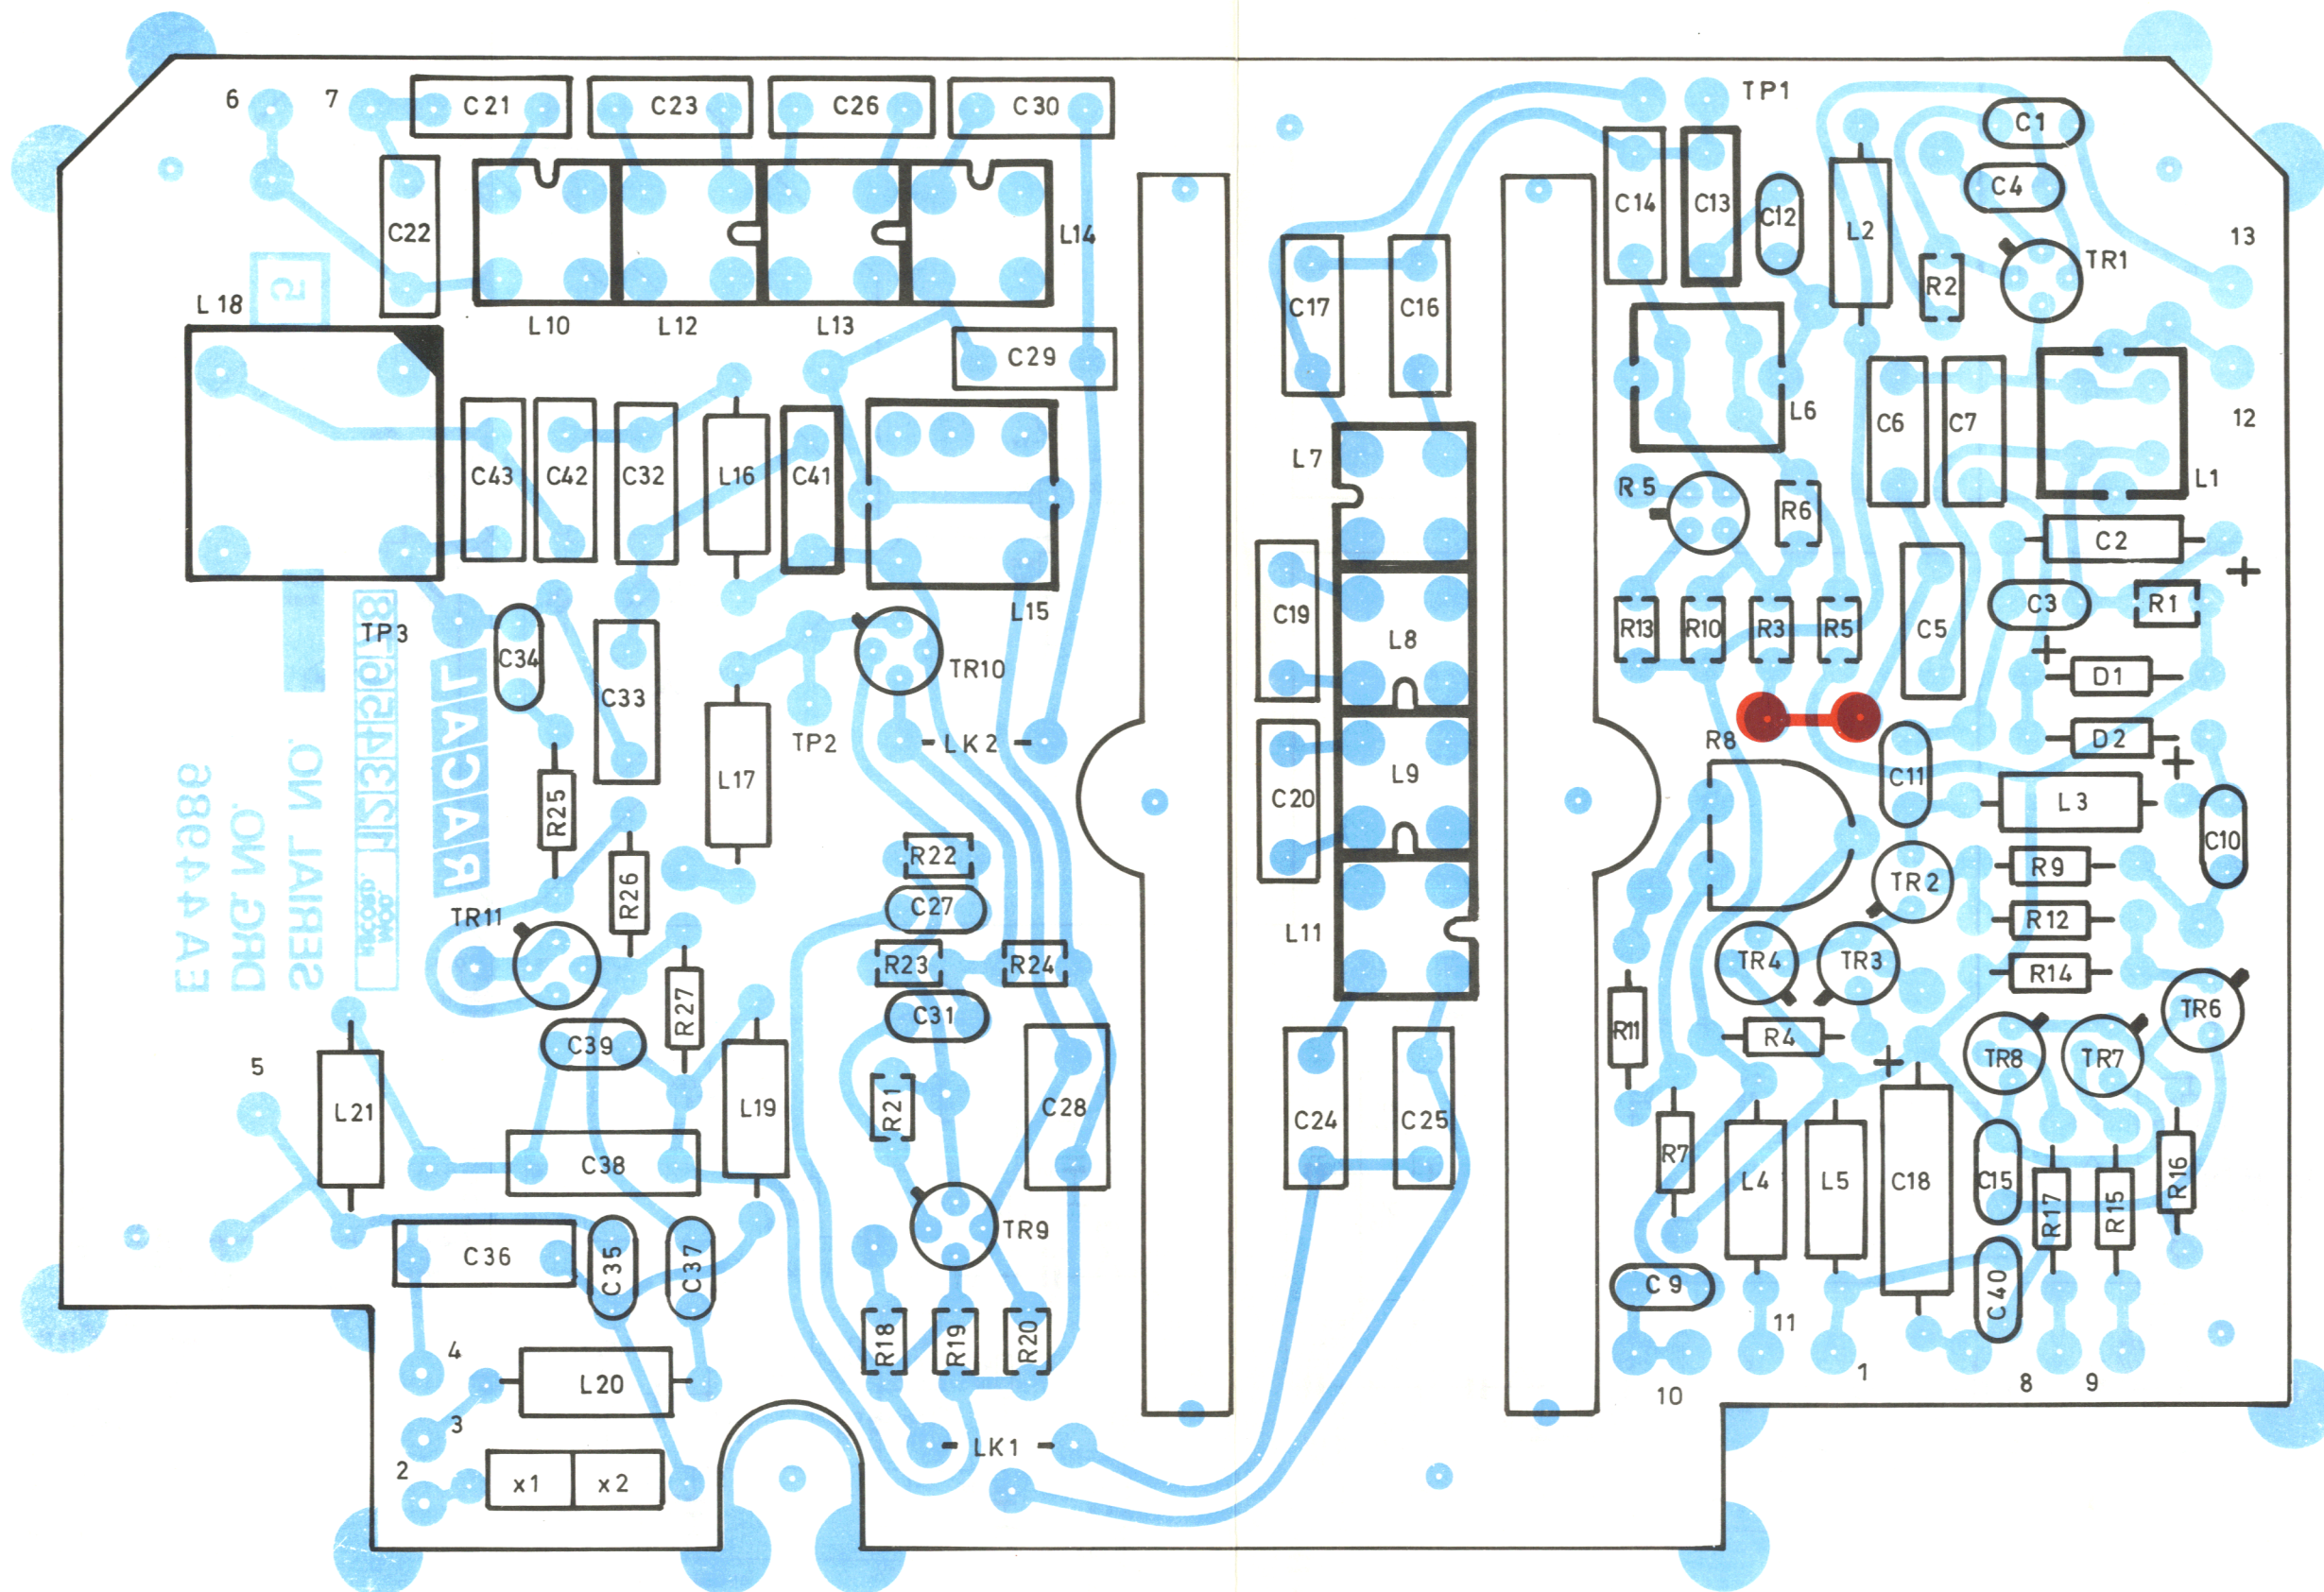 6 7 C21 C23 C26 C30 TP1
C14 C13 C12 L2 C1
C4
C22 L14 13
TR1
R2
5
L18 L10 L12 L13 C29 C17 C16
L6 C6 C7 12
C43 C42 C32 L16 C41 L7 R5 R6 L1
C2 +
L15 C19 L8 R13 R10 R3 R5 C5 C3 R1
TP3 C34 TR10 + D1
C33
12345678
RACAL
TP2 LK2 R8 D2 +
L17 C20 L9 C11 L3
R25 C10
R22 TR2 R9
MOD. RECORD.
SERIAL NO.
DRG. NO.
EA 4986
TR11 R26 C27 L11 R12
R23 R24 TR4 TR3 R14
R27 C31 R11 R4 TR6
C39 + TR8 TR7
5
L21 L19 R21 C28 C24 C25
C38 R7 L4 L5 C18 C15 R17 R15 R16
C36 C35 C37 TR9
C9 C40
4 R18 R19 R20 11
L20 10 1 8 9
3
LK1
2 x1 x2